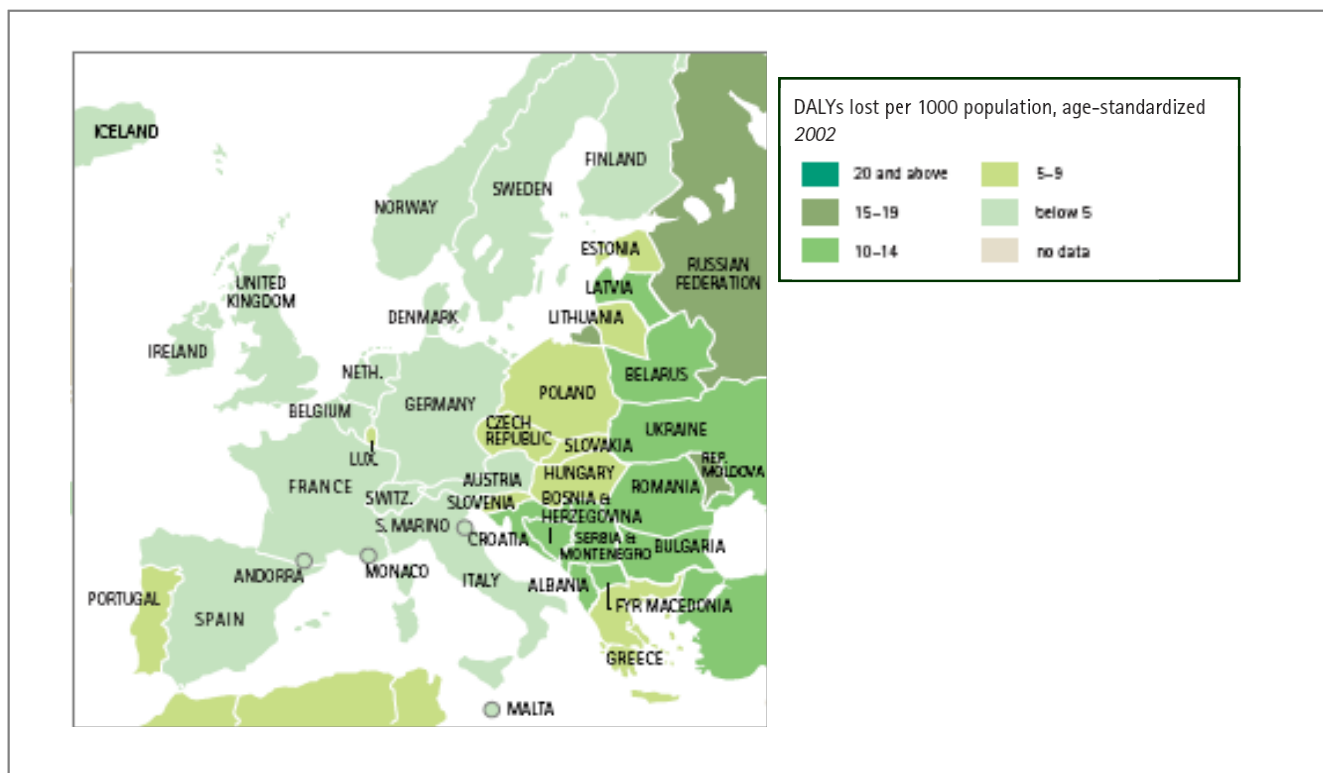 DALYs lost per 1000 population, age-standardized
2002
20 and above
5–9
15–19
below 5
10–14
no data
ICELAND
FINLAND
SWEDEN
NORWAY
ESTONIA
RUSSIAN
FEDERATION
UNITED
KINGDOM
LATVIA
DENMARK
LITHUANIA
IRELAND
NETH.
BELARUS
POLAND
GERMANY
BELGIUM
CZECH
REPUBLIC
UKRAINE
SLOVAKIA
LUX.
REP.
MOLDOVA
HUNGARY
AUSTRIA
FRANCE
ROMANIA
SWITZ.
SLOVENIA
BOSNIA &
HERZEGOVINA
S. MARINO
CROATIA
SERBIA &
MONTENEGRO
BULGARIA
ANDORRA
MONACO
ITALY
ALBANIA
PORTUGAL
FYR MACEDONIA
SPAIN
GREECE
MALTA